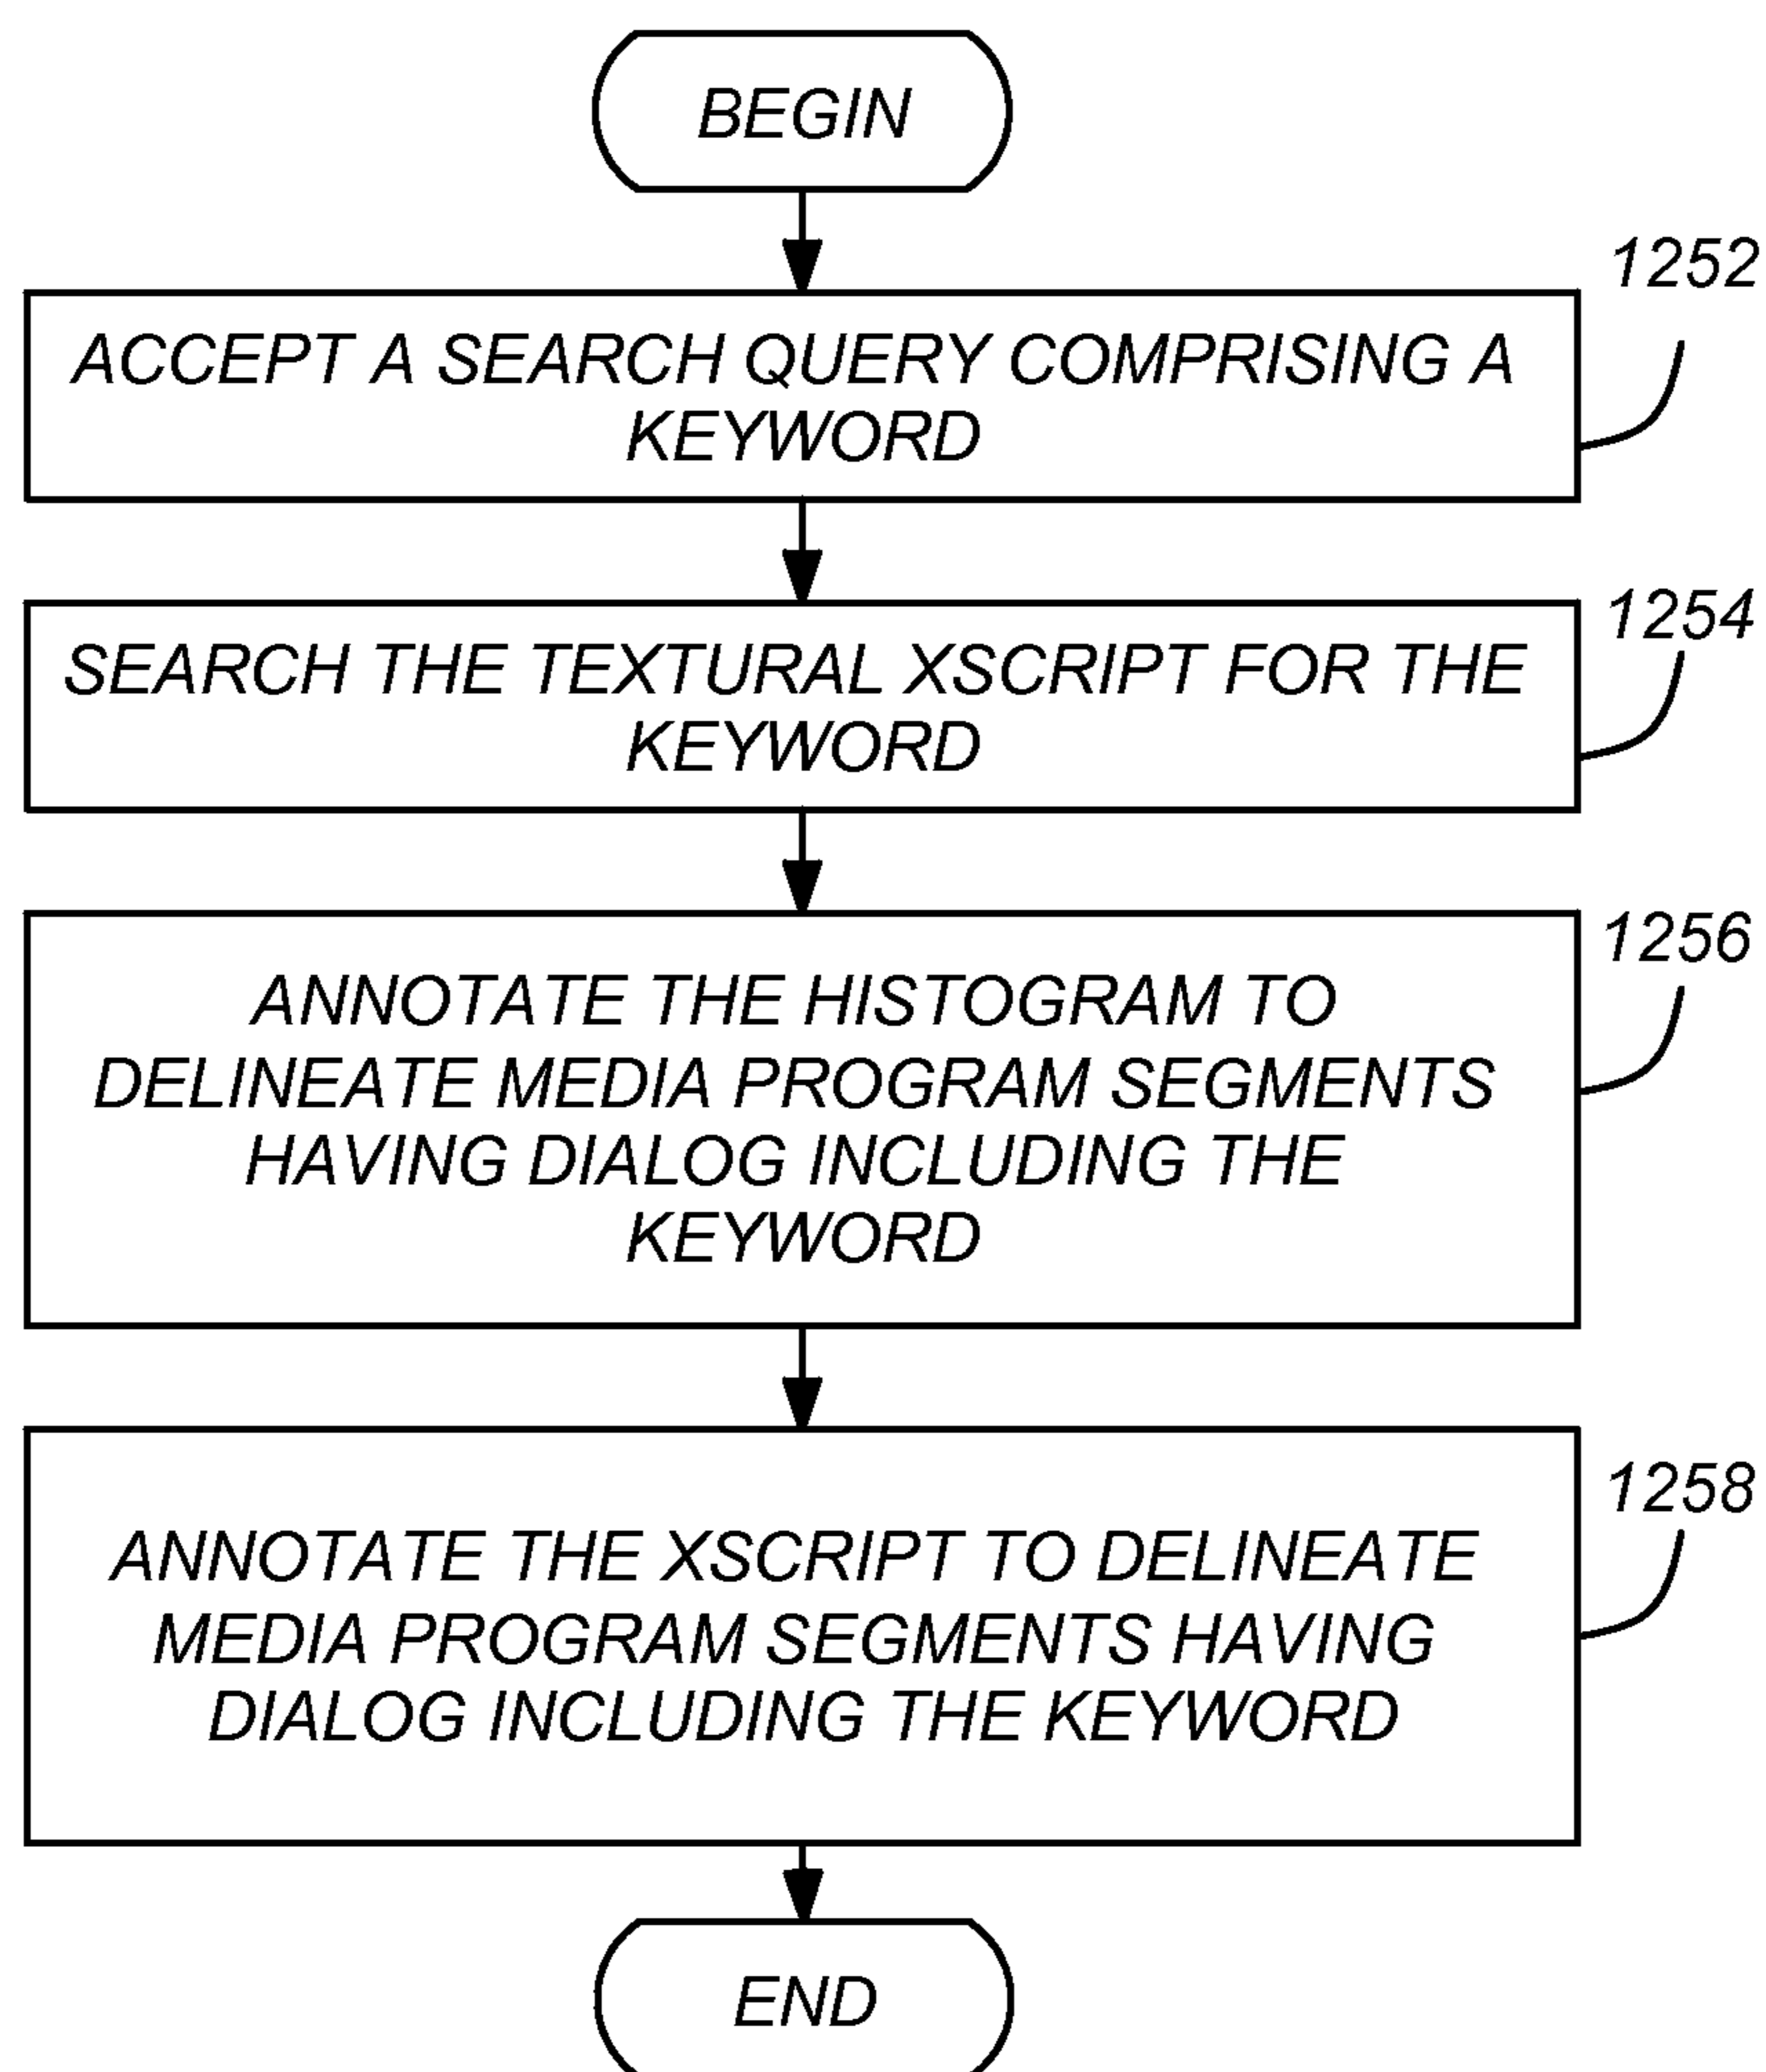 BEGIN
1252
ACCEPT A SEARCH QUERY COMPRISING A
KEYWORD
1254
SEARCH THE TEXTURAL XSCRIPT FOR THE
KEYWORD
1256
ANNOTATE THE HISTOGRAM TO
DELINEATE MEDIA PROGRAM SEGMENTS
HAVING DIALOG INCLUDING THE
KEYWORD
1258
ANNOTATE THE XSCRIPT TO DELINEATE
MEDIA PROGRAM SEGMENTS HAVING
DIALOG INCLUDING THE KEYWORD
END